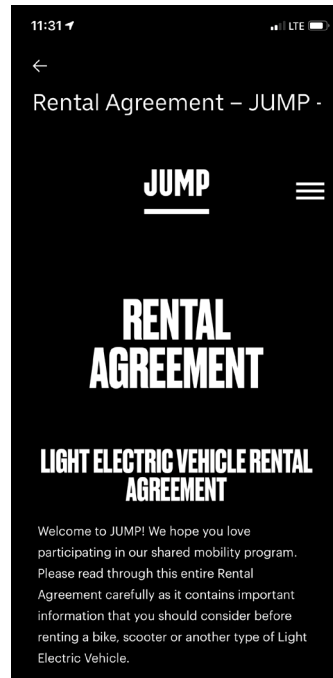 11:31
LTE
Rental Agreement – JUMP -
JUMP
RENTAL
AGREEMENT
LIGHT ELECTRIC VEHICLE RENTAL
AGREEMENT
Welcome to JUMP! We hope you love
participating in our shared mobility program.
Please read through this entire Rental
Agreement carefully as it contains important
information that you should consider before
renting a bike, scooter or another type of Light
Electric Vehicle.